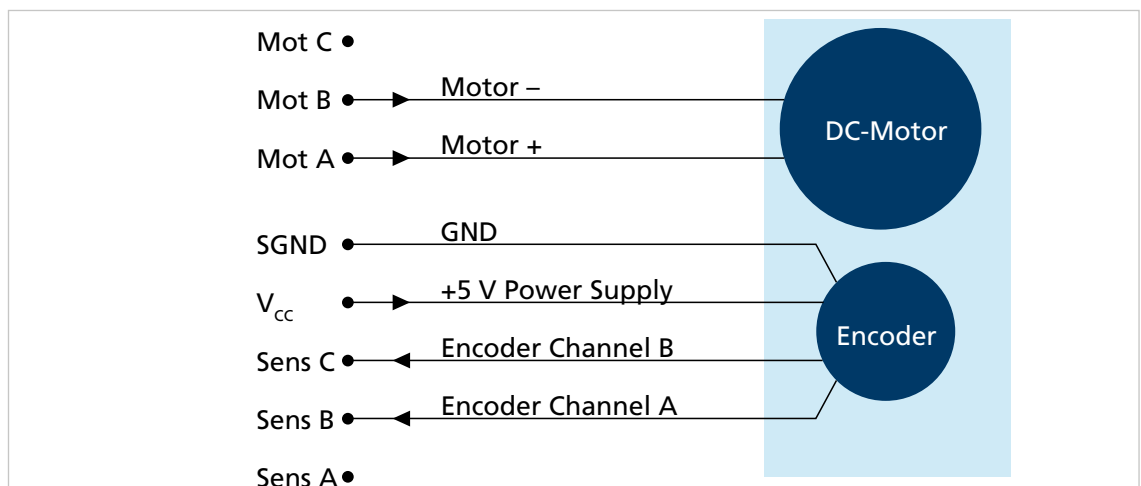 Mot C
Mot B
Motor –
Mot A
Motor +
DC-Motor
SGND
GND
Vcc
+5 V Power Supply
Sens C
Encoder Channel B
Encoder
Sens B
Encoder Channel A
Sens A